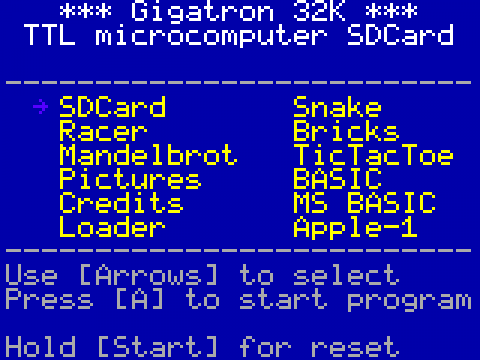 *** Gigatron 32K ***
TTL microcomputer SDCard
--------------------------
→ SDCard Snake
Racer Bricks
Mandelbrot TicTacToe
Pictures BASIC
Credits MS BASIC
Loader Apple-1
--------------------------
Use [Arrows] to select
Press [A] to start program
Hold [Start] for reset